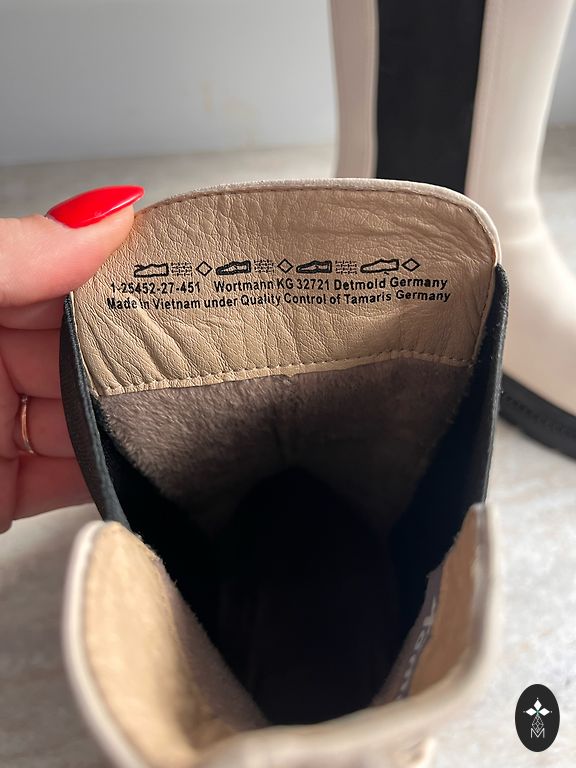 1-25452-27-451 Wortmann KG 32721 Detmold Germany
Made in Vietnam under Quality Control of Tamaris Germany